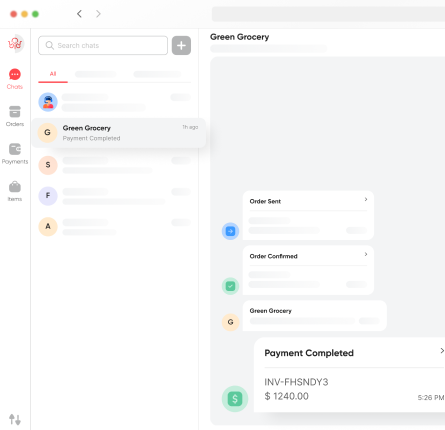 Green Grocery
Search chats
All
Chats
Green Grocery
1h ago
G
Payment Completed
Orders
S
Payments
F
Items
A
Order Sent
Order Confirmed
Green Grocery
G
Payment Completed
INV-FHSNDY3
$ 1240.00
5:26 PM
$